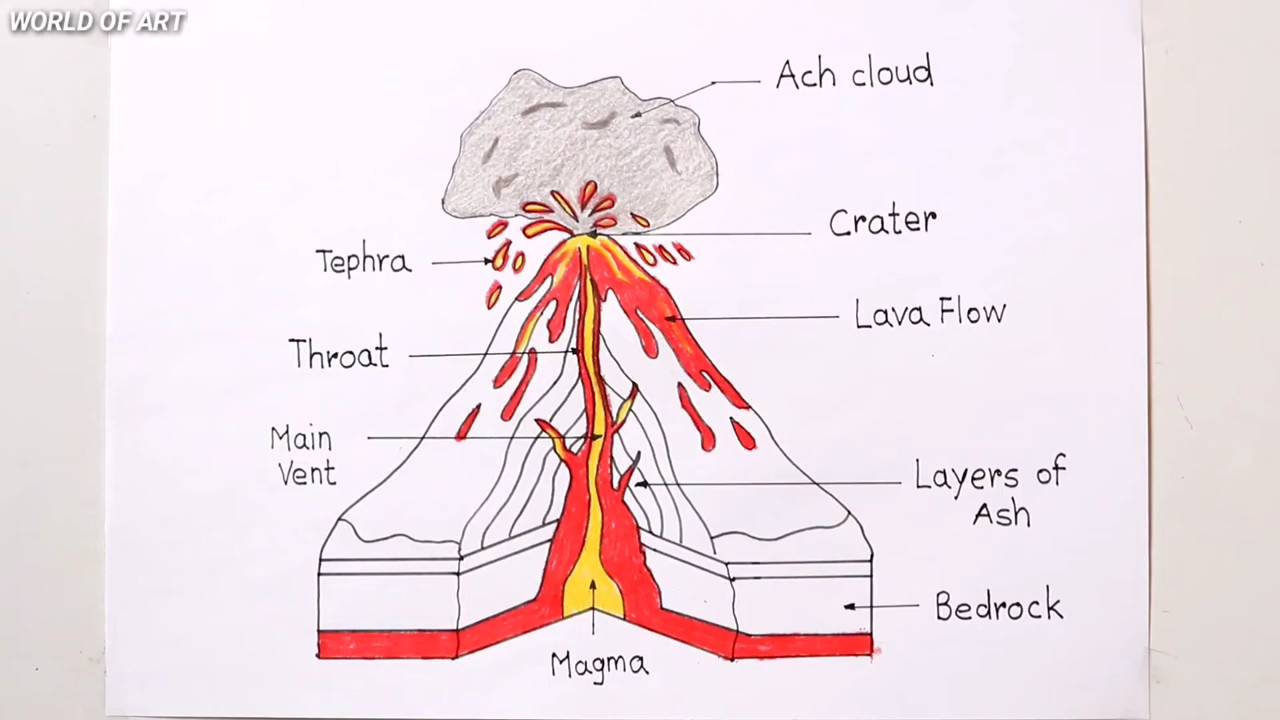 WORLD OF ART
Ach cloud
Crater
Tephra
Lava Flow
Throat
Main
Vent
Layers of
Ash
Bedrock
Magma